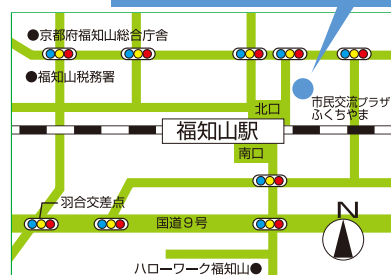 ●京都府福知山総合庁舎
●福知山税務署
北口
市民交流プラザ
ふくちやま
福知山駅
南口
羽合交差点
国道9号
N
ハローワーク福知山●